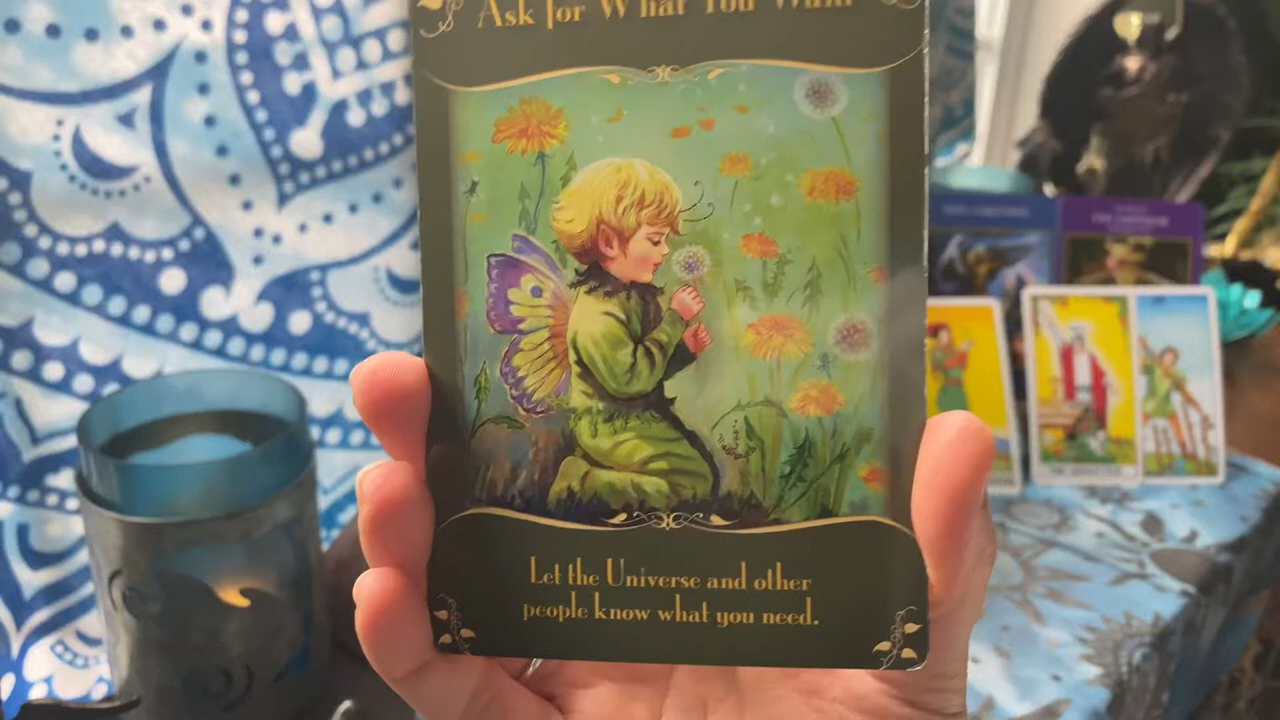 Ask for What You Want
Let the Universe and other
people know what you need.